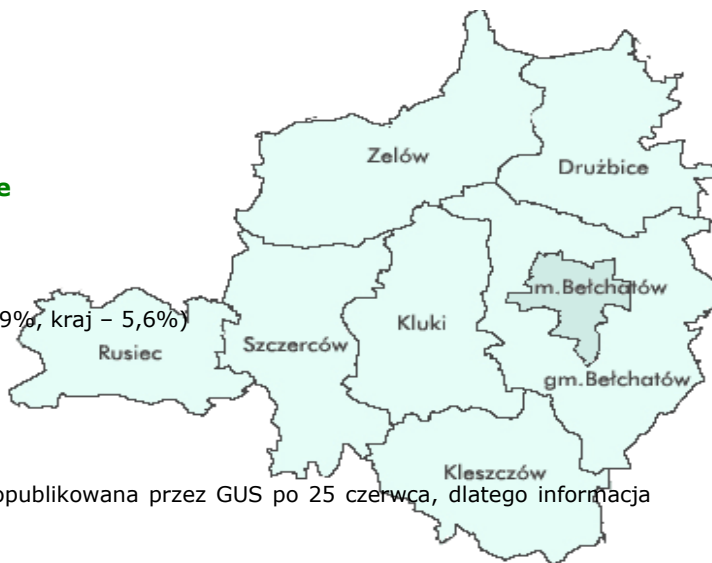 Zelów
Drużbice
e
m.Bełchatów
9%, kraj – 5,6%)
Kluki
Szczerców
Rusiec
gm.Bełchatów
Kleszczów
opublikowana przez GUS po 25 czerwca, dlatego informacja